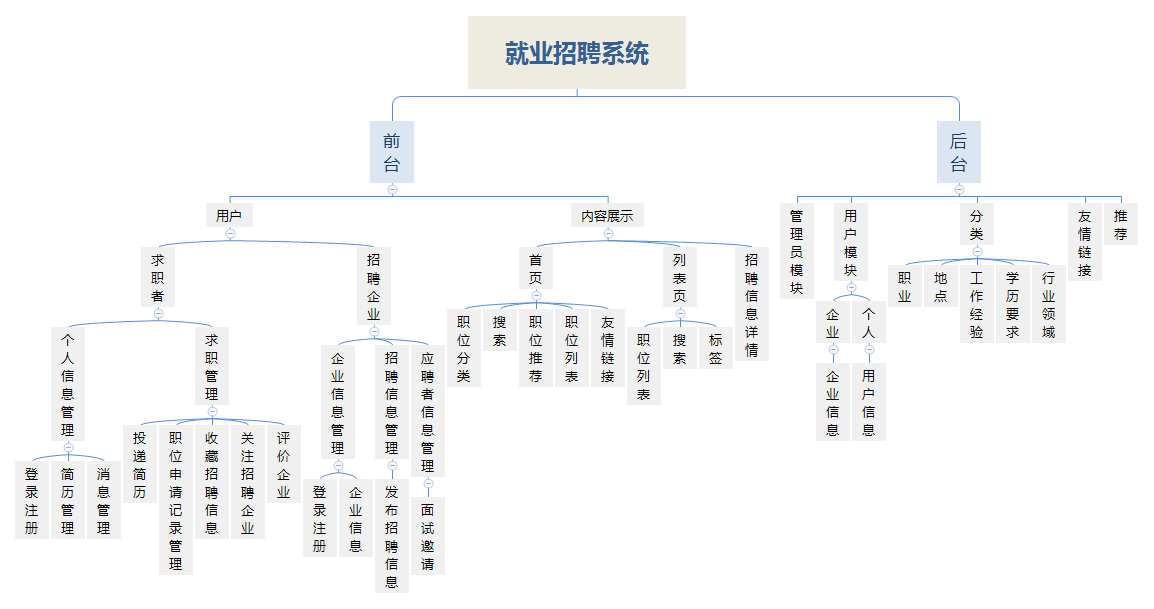 就业招聘系统
前台
后台
用户
内容展示
管理员模块
用户模块
分类
友情链接
推荐
求职者
招聘企业
首页
列表页
招聘信息详情
职业
地点
工作经验
学历要求
行业领域
企业
个人
企业信息
用户信息
个人信息管理
求职管理
企业信息管理
招聘信息管理
应聘者信息管理
职位分类
搜索
职位推荐
职位列表
友情链接
职位列表
搜索
标签
登录注册
简历管理
消息管理
投递简历
职位申请记录管理
收藏招聘信息
关注招聘企业
评价企业
登录注册
企业信息
发布招聘信息
面试邀请